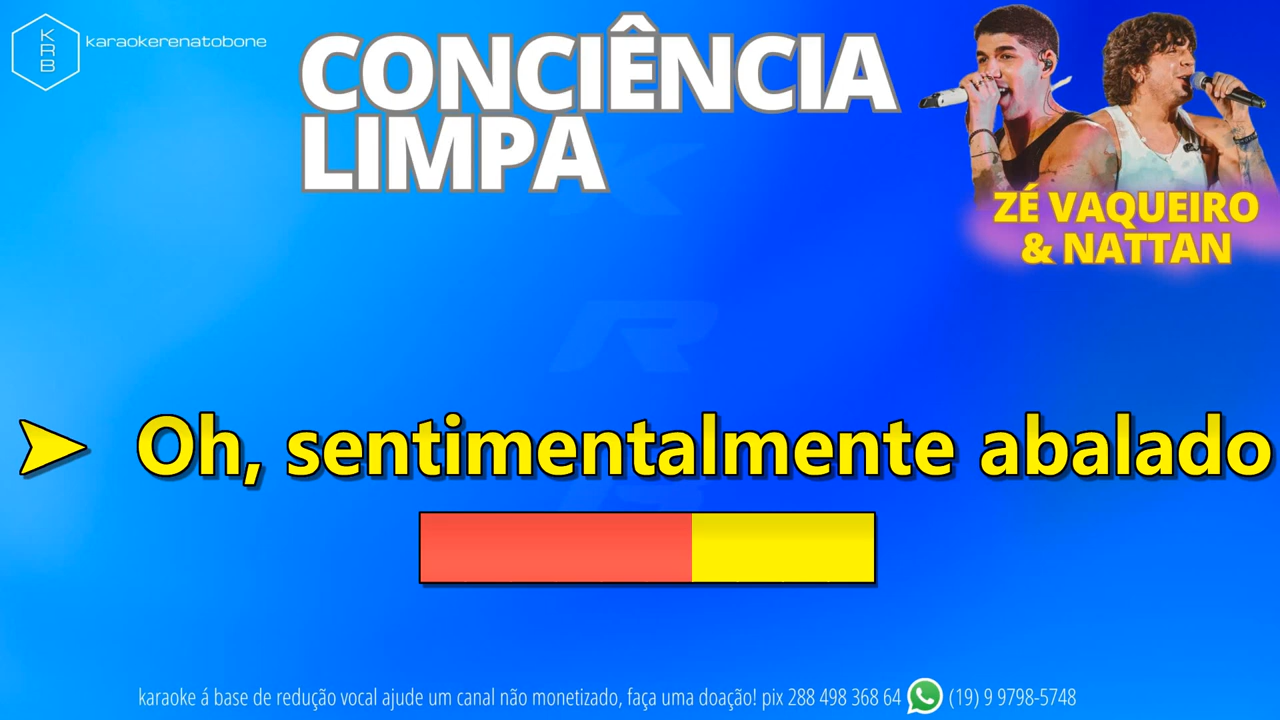 KRB
karaokerenatobone
CONCIÊNCIA
LIMPA
ZÉ VAQUEIRO
& NATTAN
K
R
➤ Oh, sentimentalmente abalado
karaoke á base de redução vocal ajude um canal não monetizado, faça uma doação! pix 288 498 368 64 (19) 9 9798-5748